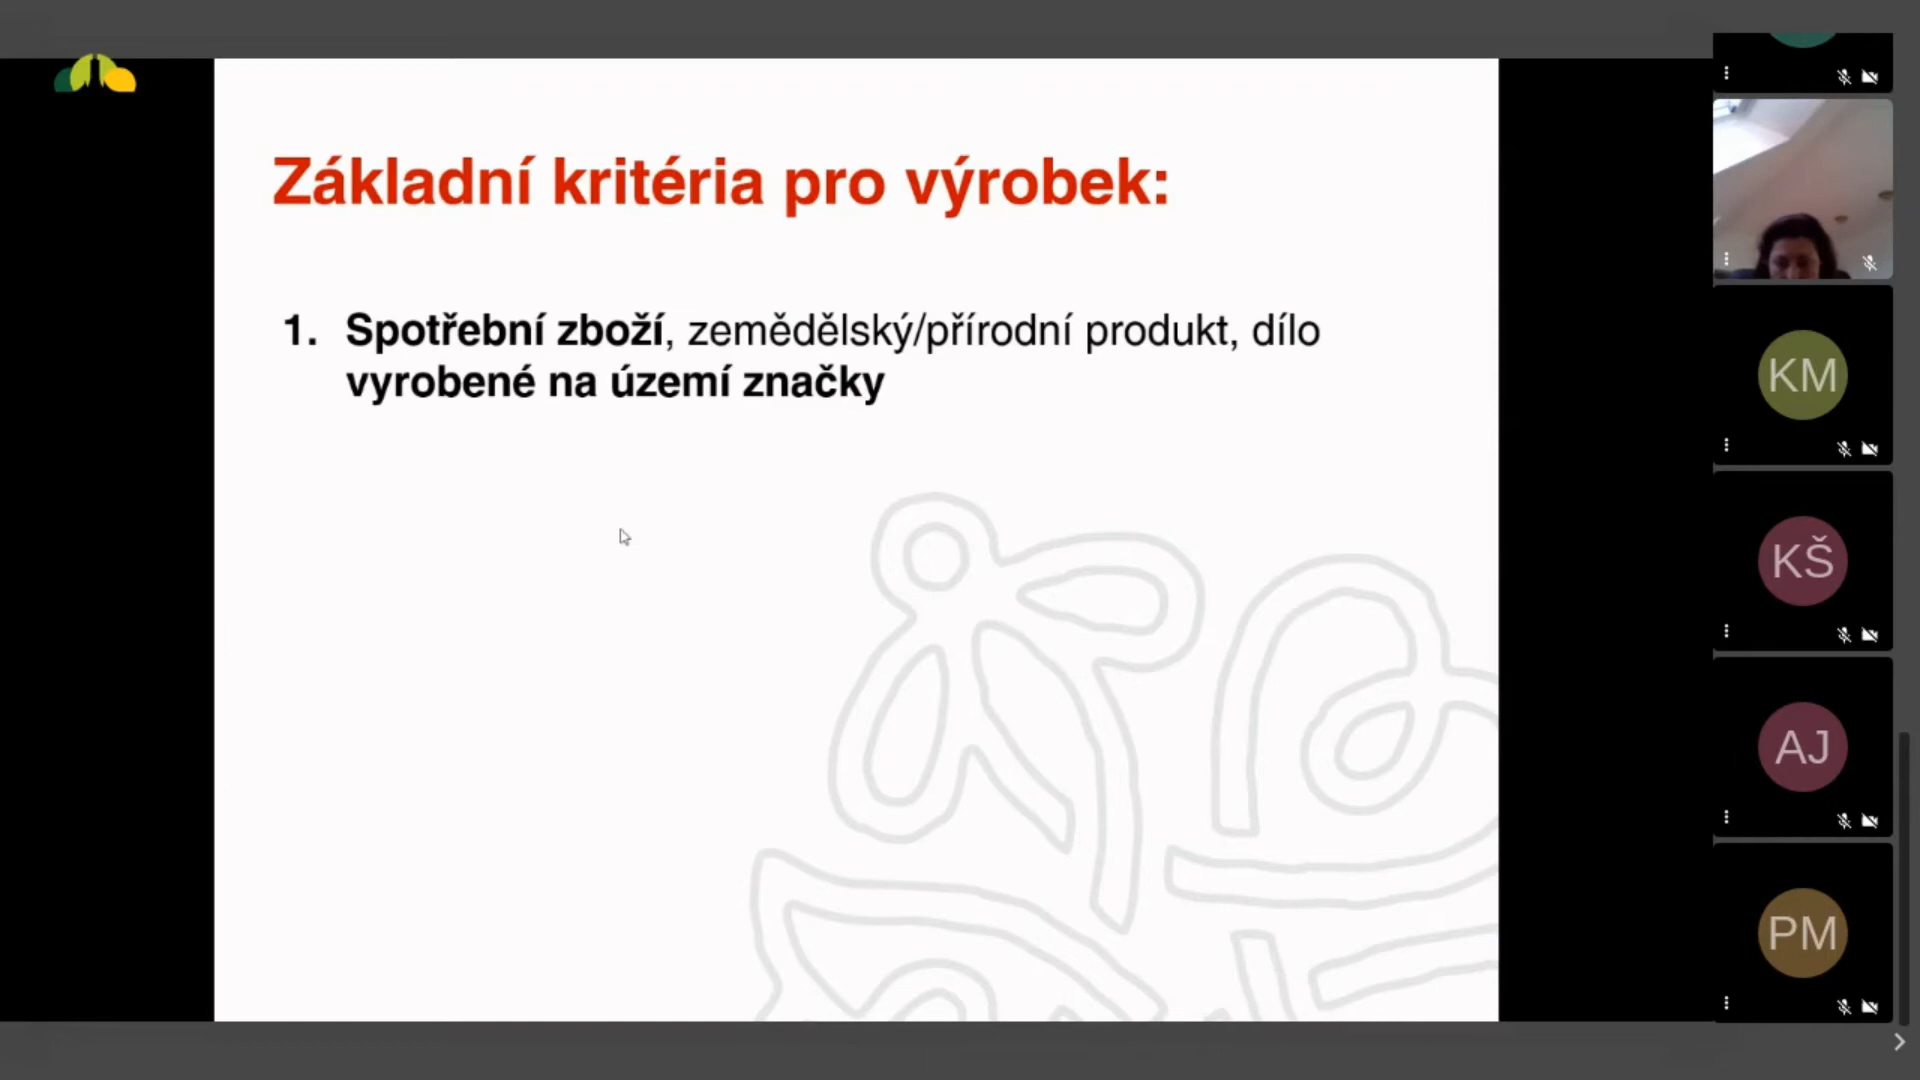 Základní kritéria pro výrobek:
1. Spotřební zboží, zemědělský/přírodní produkt, dílo
vyrobené na území značky
KM
KŠ
AJ
PM